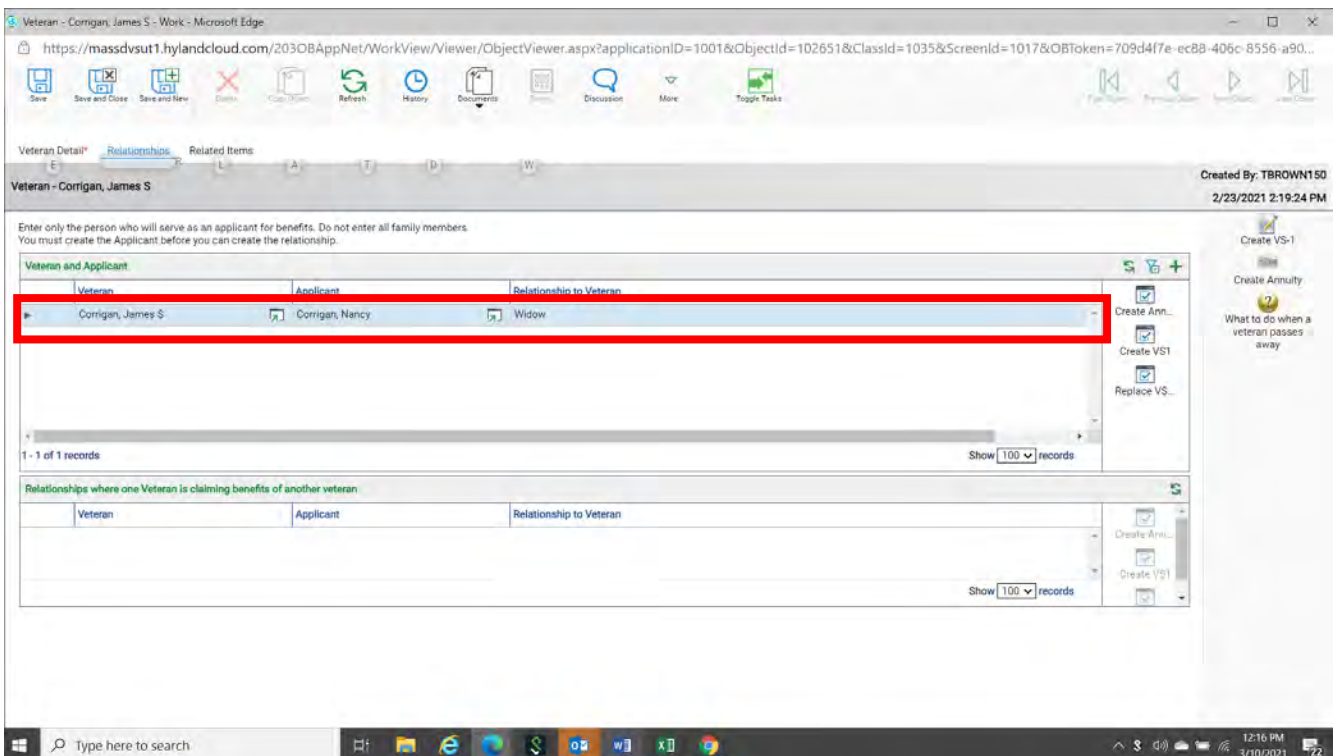 Veteran - Corrigan, James S - Work - Microsoft Edge
https://massdvsut1.hylandcloud.com/203OBAppNet/WorkView/Viewer/ObjectViewer.aspx?applicationID=1001&ObjectId=102651&ClassId=1035&ScreenId=1017&OBToken=709d4f7e-ec88-406c-8556-a90...
Save Save and Close Save and New Delete Copy Object Refresh History Documents Discussion More Toggle Tasks
Veteran Detail* Relationships Related Items
E R L A T D W
Veteran - Corrigan, James S
Created By: TBROWN150
2/23/2021 2:19:24 PM
Enter only the person who will serve as an applicant for benefits. Do not enter all family members.
You must create the Applicant before you can create the relationship.
Veteran and Applicant
Veteran Applicant Relationship to Veteran
Corrigan, James S Corrigan, Nancy Widow
Create Ann...
Create VS1
Replace VS...
1 - 1 of 1 records
Show 100 records
Relationships where one Veteran is claiming benefits of another veteran
Veteran Applicant Relationship to Veteran
Create Ann...
Create VS1
Show 100 records
Create VS-1
Create Annuity
What to do when a
veteran passes
away
Type here to search
12:16 PM
3/10/2021
22